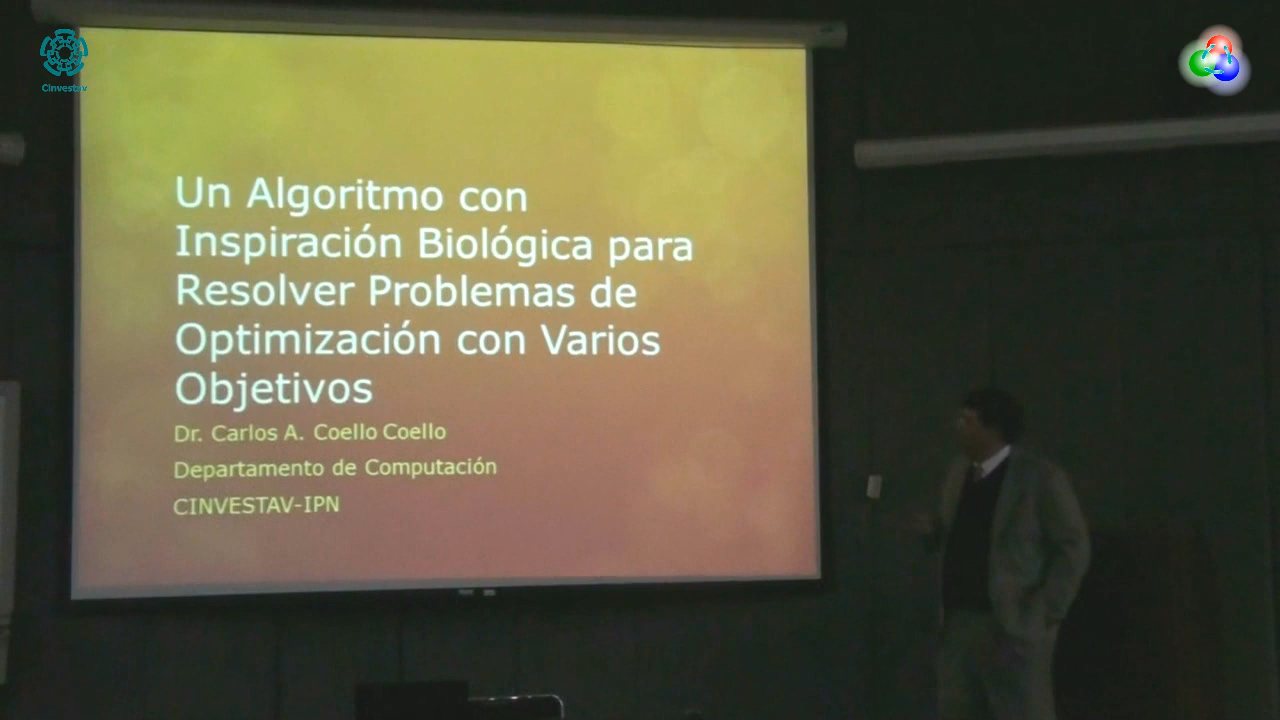 Cinvestav
Un Algoritmo con
Inspiración Biológica para
Resolver Problemas de
Optimización con Varios
Objetivos
Dr. Carlos A. Coello Coello
Departamento de Computación
CINVESTAV-IPN